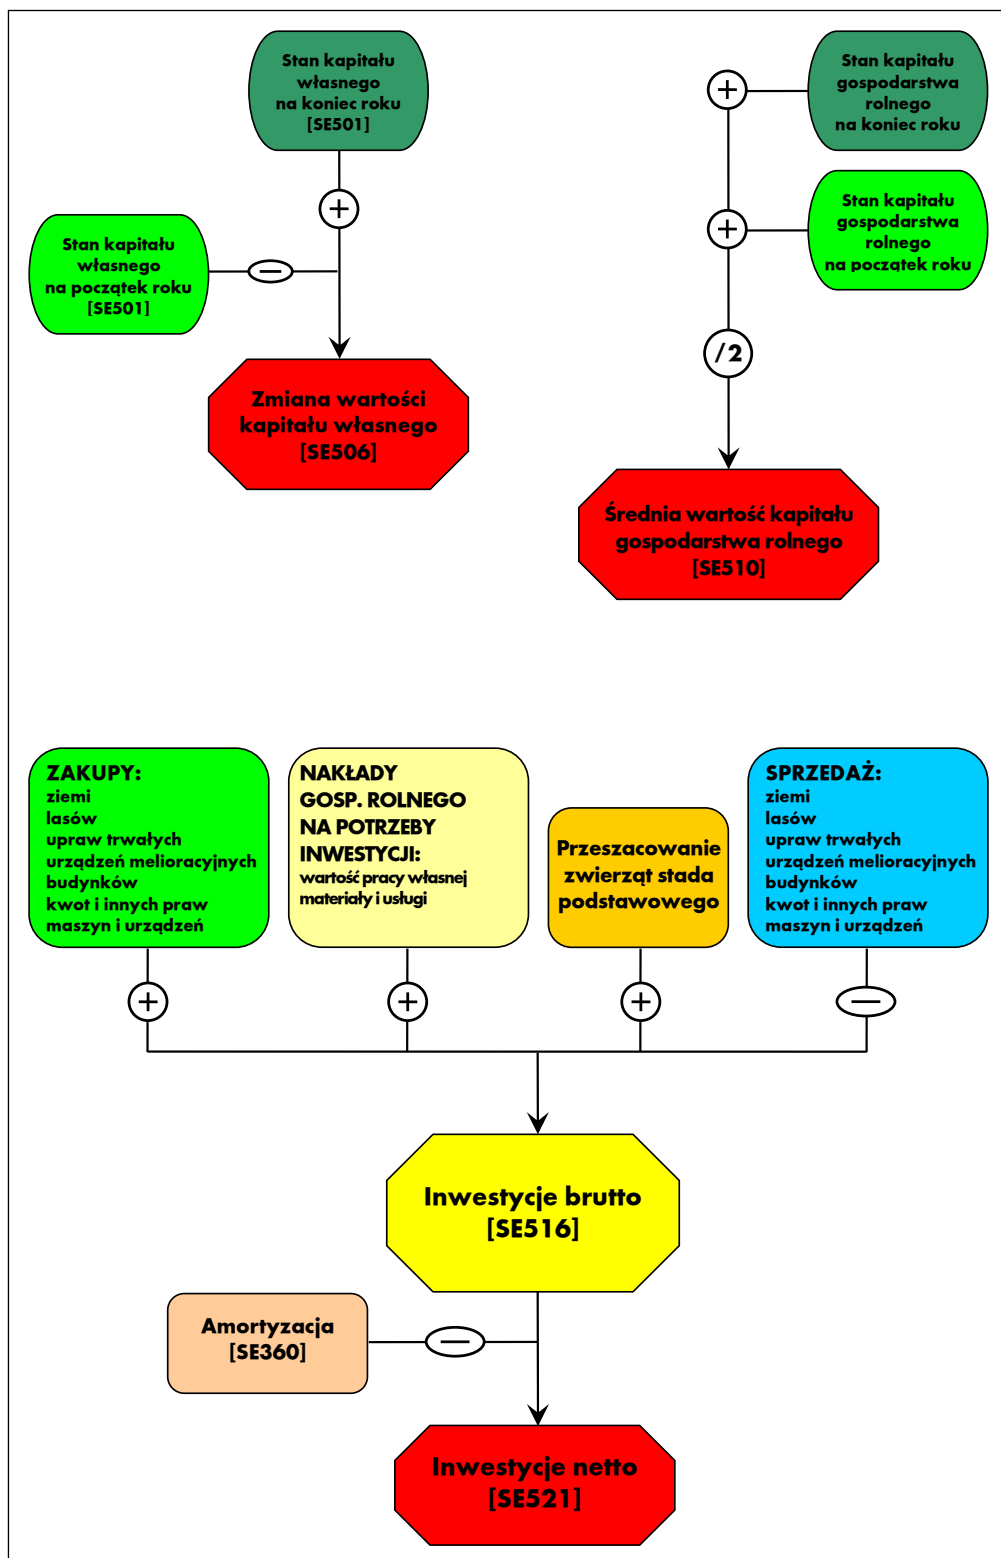 Stan kapitału
własnego
na koniec roku
[SE501]
+
Stan kapitału
własnego
na początek roku
[SE501]
−
Zmiana wartości
kapitału własnego
[SE506]
Stan kapitału
gospodarstwa
rolnego
na koniec roku
+
Stan kapitału
gospodarstwa
rolnego
na początek roku
+
/2
Średnia wartość kapitału
gospodarstwa rolnego
[SE510]
ZAKUPY:
ziemi
lasów
upraw trwałych
urządzeń melioracyjnych
budynków
kwot i innych praw
maszyn i urządzeń
NAKŁADY
GOSP. ROLNEGO
NA POTRZEBY
INWESTYCJI:
wartość pracy własnej
materiały i usługi
Przeszacowanie
zwierząt stada
podstawowego
SPRZEDAŻ:
ziemi
lasów
upraw trwałych
urządzeń melioracyjnych
budynków
kwot i innych praw
maszyn i urządzeń
+
+
+
−
Inwestycje brutto
[SE516]
Amortyzacja
[SE360]
−
Inwestycje netto
[SE521]